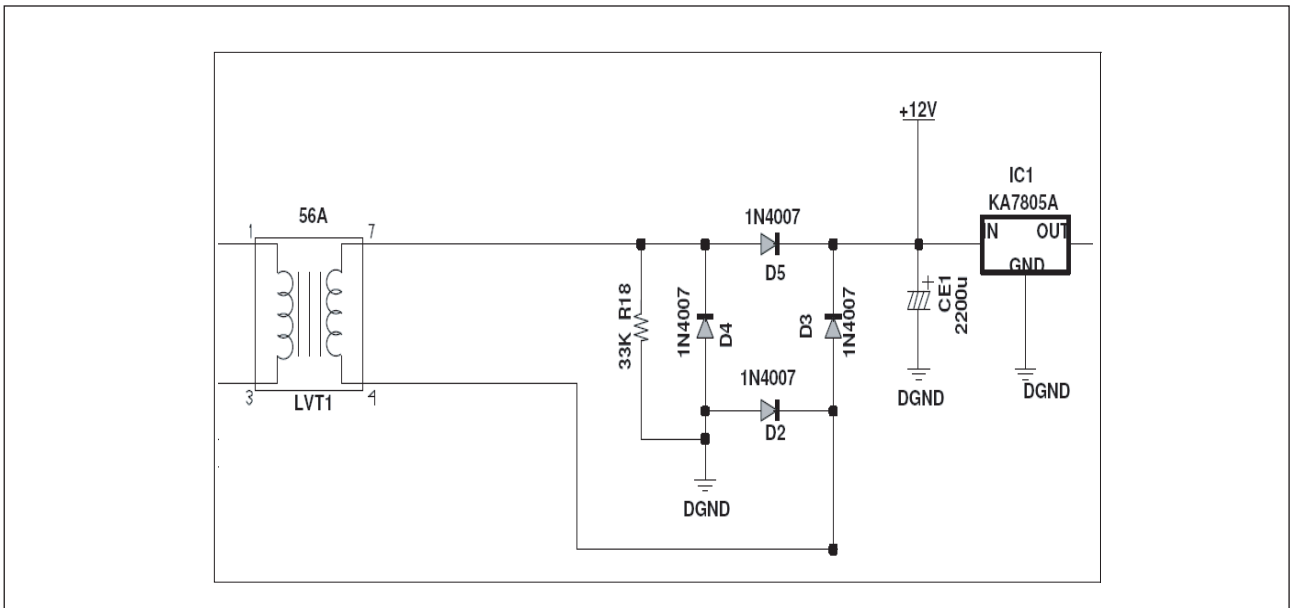 +12V
IC1
KA7805A
56A
1N4007
1
7
IN
OUT
GND
D5
33K R18
1N4007
D4
D3
1N4007
+
CE1
2200u
1N4007
DGND
DGND
D2
3
LVT1
4
DGND